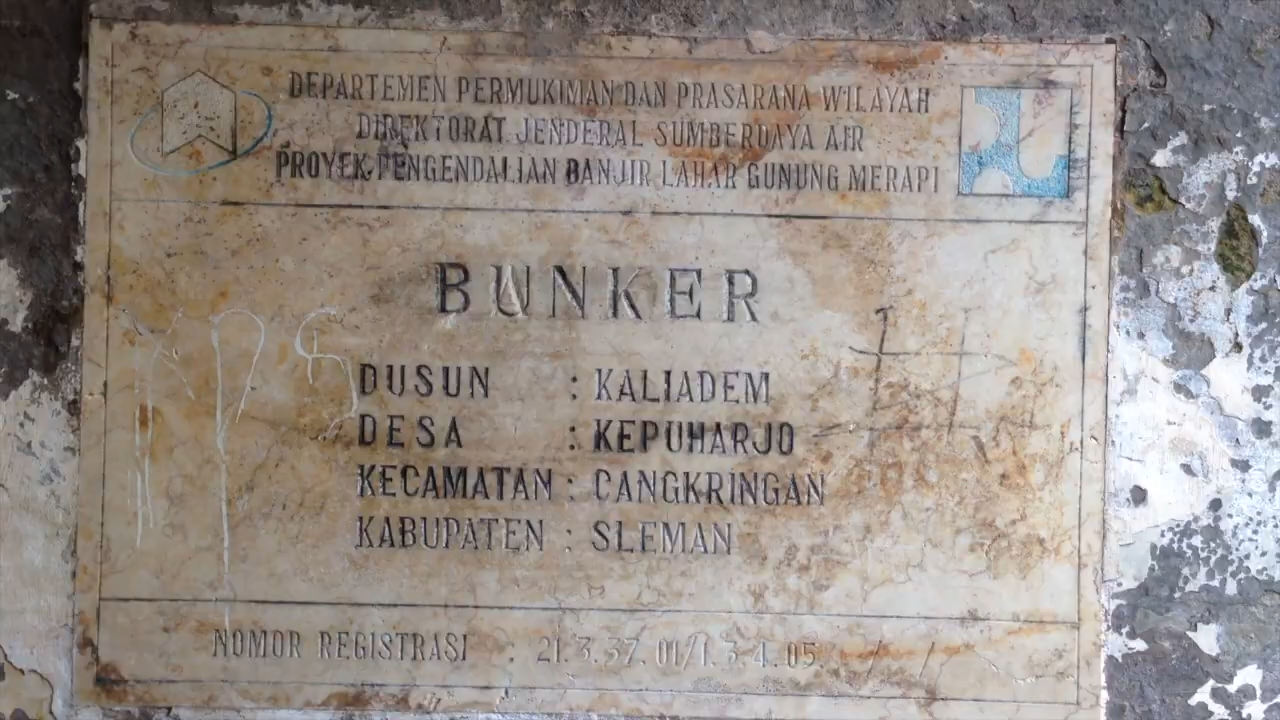 DEPARTEMEN PERMUKIMAN DAN PRASARANA WILAYAH
DIREKTORAT JENDERAL SUMBERDAYA AIR
PROYEK PENGENDALIAN BANJIR LAHAR GUNUNG MERAPI
BUNKER
DUSUN : KALIADEM
DESA : KEPUHARJO
KECAMATAN : CANGKRINGAN
KABUPATEN : SLEMAN
NOMOR REGISTRASI : 21.3.37.01/1.3.4.05